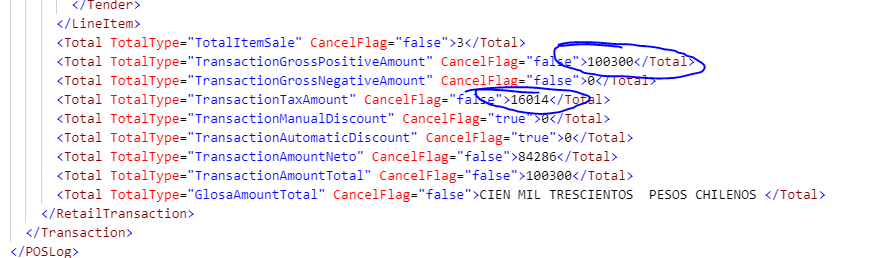 </Tender>
</LineItem>
<Total TotalType="TotalItemSale" CancelFlag="false">3</Total>
<Total TotalType="TransactionGrossPositiveAmount" CancelFlag="false">100300</Total>
<Total TotalType="TransactionGrossNegativeAmount" CancelFlag="false">0</Total>
<Total TotalType="TransactionTaxAmount" CancelFlag="false">16014</Total>
<Total TotalType="TransactionManualDiscount" CancelFlag="true">0</Total>
<Total TotalType="TransactionAutomaticDiscount" CancelFlag="true">0</Total>
<Total TotalType="TransactionAmountNeto" CancelFlag="false">84286</Total>
<Total TotalType="TransactionAmountTotal" CancelFlag="false">100300</Total>
<Total TotalType="GlosaAmountTotal" CancelFlag="false">CIEN MIL TRESCIENTOS  PESOS CHILENOS </Total>
</RetailTransaction>
</Transaction>
</POSLog>